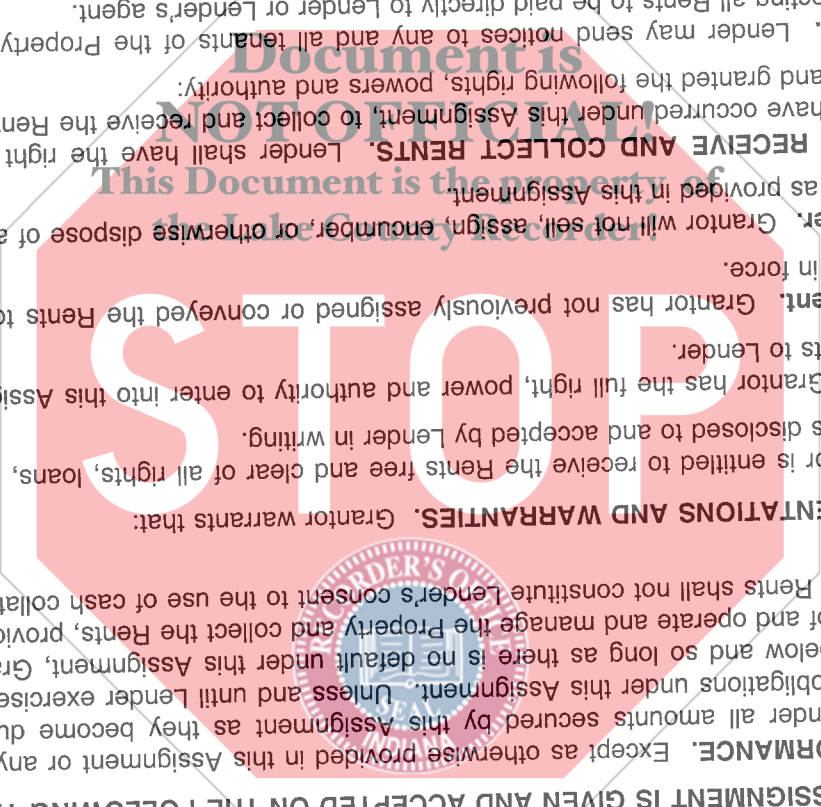 SSIGNMENT IS GIVEN AND ACCEPTED ON THE FOLLOWING
ORMANCE. Except as otherwise provided in this Assignment or any
nder all amounts secured by this Assignment as they become du
obligations under this Assignment. Unless and until Lender exercise
below and so long as there is no default under this Assignment, Gra
of and operate and manage the Property and collect the Rents, provid
Rents shall not constitute Lender's consent to the use of cash collat
ENTATIONS AND WARRANTIES. Grantor warrants that:
or is entitled to receive the Rents free and clear of all rights, loans,
s disclosed to and accepted by Lender in writing.
Grantor has the full right, power and authority to enter into this Assig
ts to Lender.
ent. Grantor has not previously assigned or conveyed the Rents to
in force.
er. Grantor will not sell, assign, encumber, or otherwise dispose of a
as provided in this Assignment.
RECEIVE AND COLLECT RENTS. Lender shall have the right
have occurred under this Assignment, to collect and receive the Ren
and granted the following rights, powers and authority:
. Lender may send notices to any and all tenants of the Property
ecting all Rents to be paid directly to Lender or Lender's agent.
Document is
NOT OFFICIAL!
This Document is the property of
the Lake County Recorder!
STOP
RECORDER'S OFFICE
SEAL
INDIANA